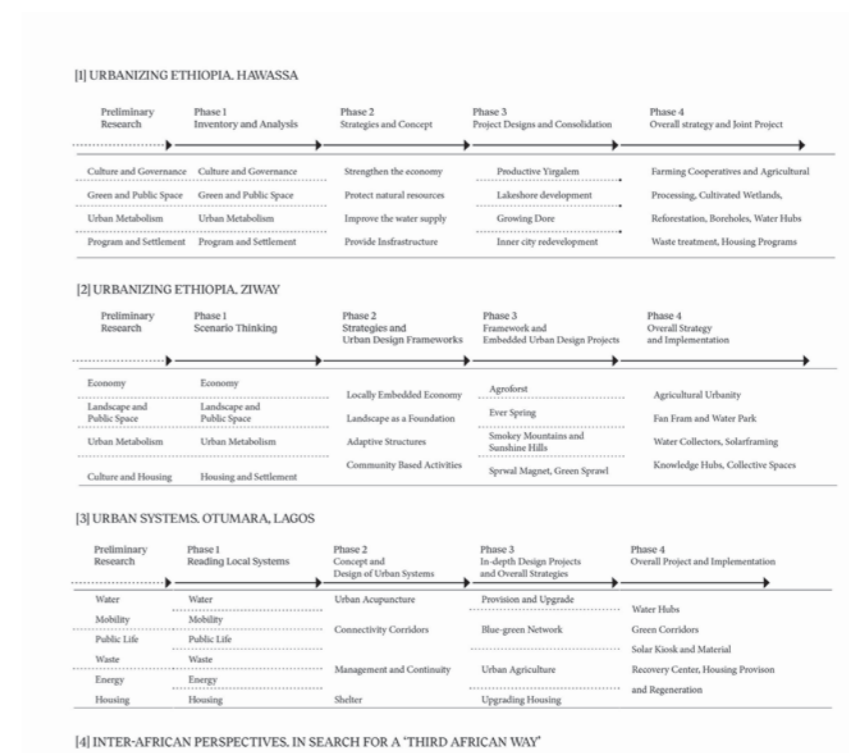 [1] URBANIZING ETHIOPIA. HAWASSA
Preliminary Research
Phase 1 Inventory and Analysis
Phase 2 Strategies and Concept
Phase 3 Project Designs and Consolidation
Phase 4 Overall strategy and Joint Project
Culture and Governance Culture and Governance Strengthen the economy Productive Yirgalem Farming Cooperatives and Agricultural
Green and Public Space Green and Public Space Protect natural resources Lakeshore development Processing, Cultivated Wetlands,
Urban Metabolism Urban Metabolism Improve the water supply Growing Dore Reforestation, Boreholes, Water Hubs
Program and Settlement Program and Settlement Provide Insfrastructure Inner city redevelopment Waste treatment, Housing Programs
[2] URBANIZING ETHIOPIA. ZIWAY
Preliminary Research
Phase 1 Scenario Thinking
Phase 2 Strategies and Urban Design Frameworks
Phase 3 Framework and Embedded Urban Design Projects
Phase 4 Overall Strategy and Implementation
Economy Economy Locally Embedded Economy Agroforst Agricultural Urbanity
Landscape and Public Space Landscape and Public Space Landscape as a Foundation Ever Spring Fan Fram and Water Park
Urban Metabolism Urban Metabolism Adaptive Structures Smokey Mountains and Sunshine Hills Water Collectors, Solarframing
Culture and Housing Housing and Settlement Community Based Activities Sprwal Magnet, Green Sprawl Knowledge Hubs, Collective Spaces
[3] URBAN SYSTEMS. OTUMARA, LAGOS
Preliminary Research
Phase 1 Reading Local Systems
Phase 2 Concept and Design of Urban Systems
Phase 3 In-depth Design Projects and Overall Strategies
Phase 4 Overall Project and Implementation
Water Water Urban Acupuncture Provision and Upgrade Water Hubs
Mobility Mobility
Public Life Public Life Connectivity Corridors Blue-green Network Green Corridors
Waste Waste Solar Kiosk and Material
Energy Energy Management and Continuity Urban Agriculture Recovery Center, Housing Provison
Housing Housing Shelter Upgrading Housing and Regeneration
[4] INTER-AFRICAN PERSPECTIVES. IN SEARCH FOR A 'THIRD AFRICAN WAY'